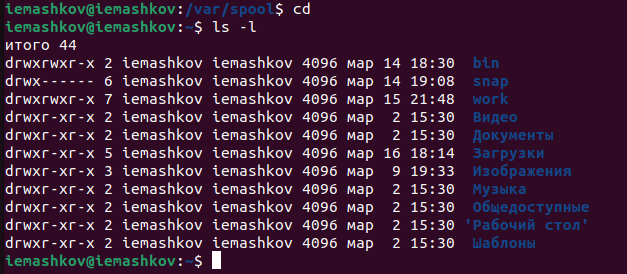 iemashkov@iemashkov:/var/spool$ cd
iemashkov@iemashkov:~$ ls -l
итого 44
drwxrwxr-x 2 iemashkov iemashkov 4096 мар 14 18:30  bin
drwx------ 6 iemashkov iemashkov 4096 мар 14 19:08  snap
drwxrwxr-x 7 iemashkov iemashkov 4096 мар 15 21:48  work
drwxr-xr-x 2 iemashkov iemashkov 4096 мар  2 15:30  Видео
drwxr-xr-x 2 iemashkov iemashkov 4096 мар  2 15:30  Документы
drwxr-xr-x 5 iemashkov iemashkov 4096 мар 16 18:14  Загрузки
drwxr-xr-x 3 iemashkov iemashkov 4096 мар  9 19:33  Изображения
drwxr-xr-x 2 iemashkov iemashkov 4096 мар  2 15:30  Музыка
drwxr-xr-x 2 iemashkov iemashkov 4096 мар  2 15:30  Общедоступные
drwxr-xr-x 2 iemashkov iemashkov 4096 мар  2 15:30 'Рабочий стол'
drwxr-xr-x 2 iemashkov iemashkov 4096 мар  2 15:30  Шаблоны
iemashkov@iemashkov:~$